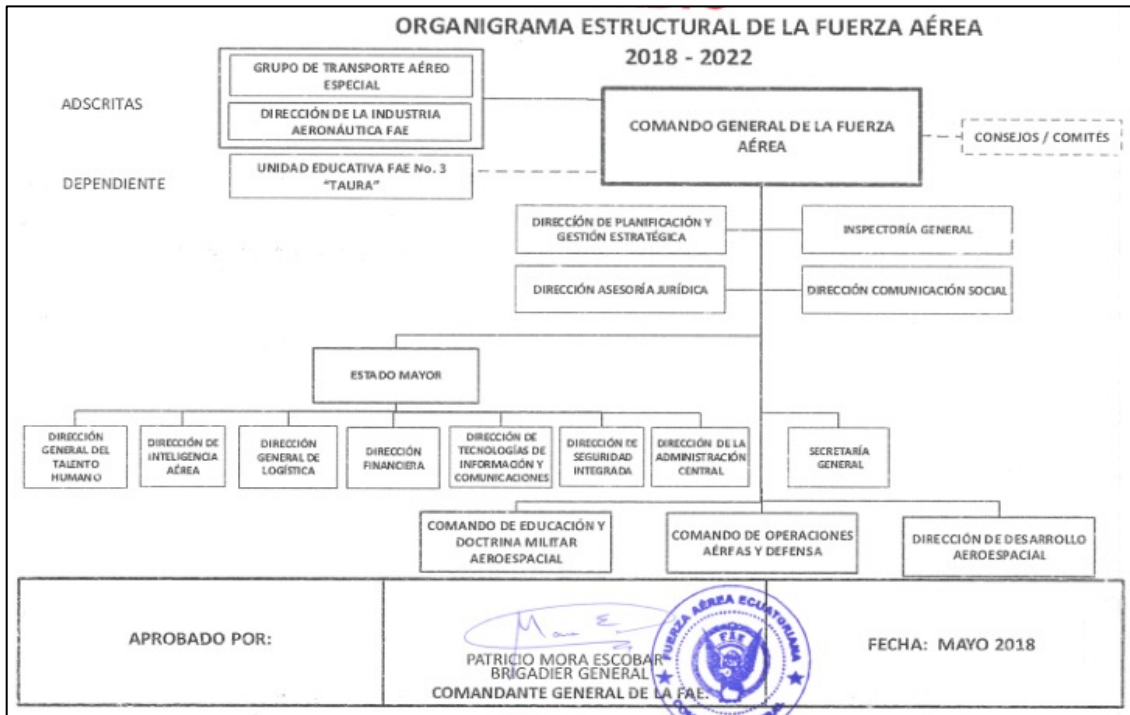 ORGANIGRAMA ESTRUCTURAL DE LA FUERZA AÉREA
2018 - 2022
ADSCRITAS
GRUPO DE TRANSPORTE AÉREO
ESPECIAL
DIRECCIÓN DE LA INDUSTRIA
AERONÁUTICA FAE
COMANDO GENERAL DE LA FUERZA
AÉREA
CONSEJOS / COMITÉS
DEPENDIENTE
UNIDAD EDUCATIVA FAE No. 3
"TAURA"
DIRECCIÓN DE PLANIFICACIÓN Y
GESTIÓN ESTRATÉGICA
INSPECTORÍA GENERAL
DIRECCIÓN ASESORÍA JURÍDICA
DIRECCIÓN COMUNICACIÓN SOCIAL
ESTADO MAYOR
DIRECCIÓN
GENERAL DEL
TALENTO
HUMANO
DIRECCIÓN DE
INTELIGENCIA
AÉREA
DIRECCIÓN
GENERAL DE
LOGÍSTICA
DIRECCIÓN
FINANCIERA
DIRECCIÓN DE
TECNOLOGÍAS DE
INFORMACIÓN Y
COMUNICACIONES
DIRECCIÓN DE
SEGURIDAD
INTEGRADA
DIRECCIÓN DE LA
ADMINISTRACIÓN
CENTRAL
SECRETARÍA
GENERAL
COMANDO DE EDUCACIÓN Y
DOCTRINA MILITAR
AEROESPACIAL
COMANDO DE OPERACIONES
AÉREAS Y DEFENSA
DIRECCIÓN DE DESARROLLO
AEROESPACIAL
APROBADO POR:
PATRICIO MORA ESCOBAR
BRIGADIER GENERAL
COMANDANTE GENERAL DE LA FAE.
FUERZA AÉREA ECUATORIANA
FAE
FECHA: MAYO 2018